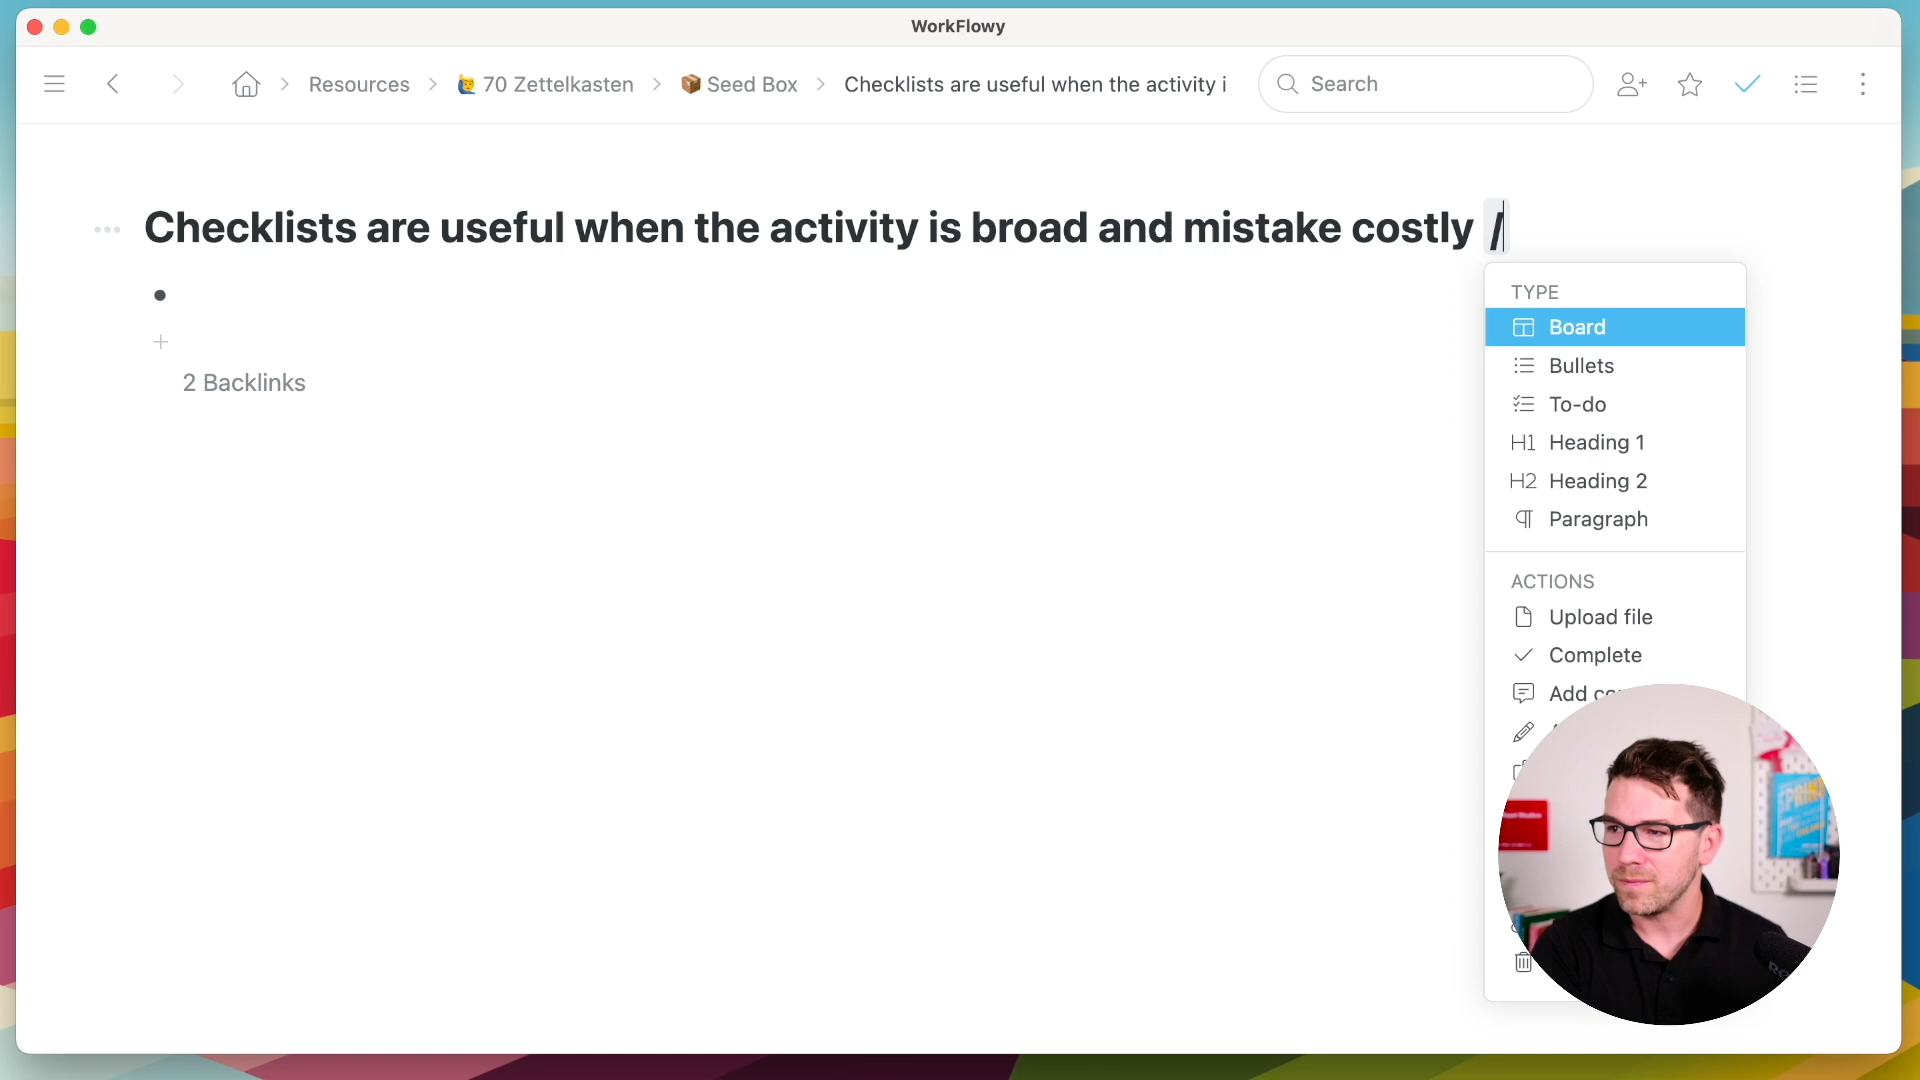 WorkFlowy
Resources
70 Zettelkasten
Seed Box
Checklists are useful when the activity i
Search
Checklists are useful when the activity is broad and mistake costly /
2 Backlinks
TYPE
Board
Bullets
To-do
H1 Heading 1
H2 Heading 2
Paragraph
ACTIONS
Upload file
Complete
Add